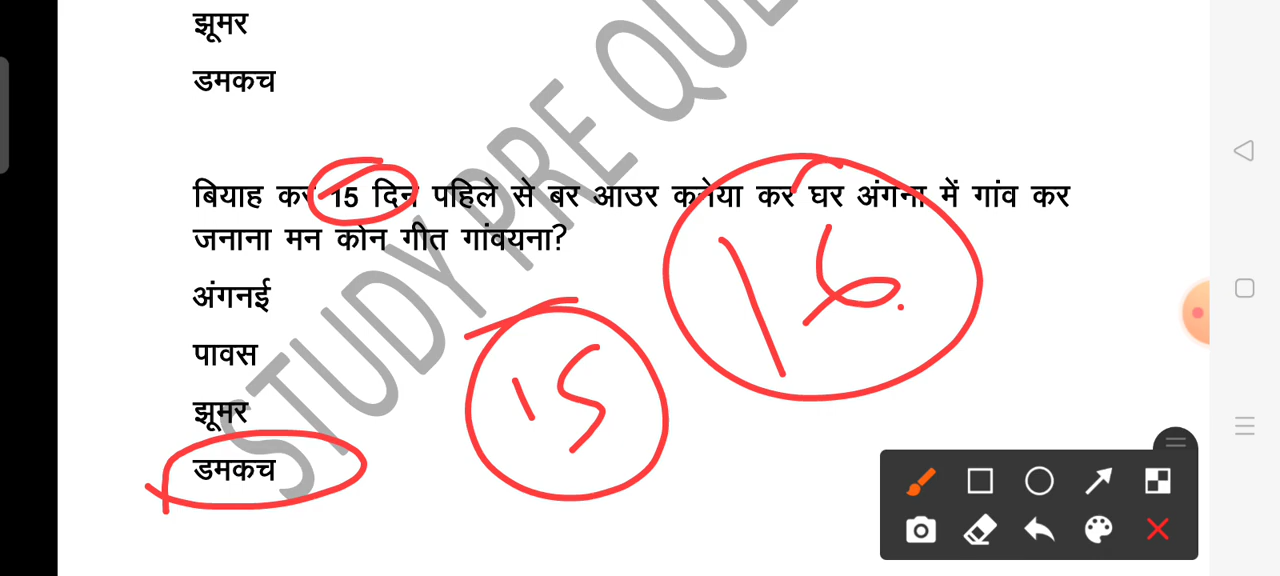 झूमर
डमकच
बियाह कर 15 दिन पहिले से बर आउर कनेया कर घर अंगना में गांव कर
जनाना मन कोन गीत गांवयना?
अंगनई
पावस
झूमर
डमकच
15
16
STUDY PRE QUE